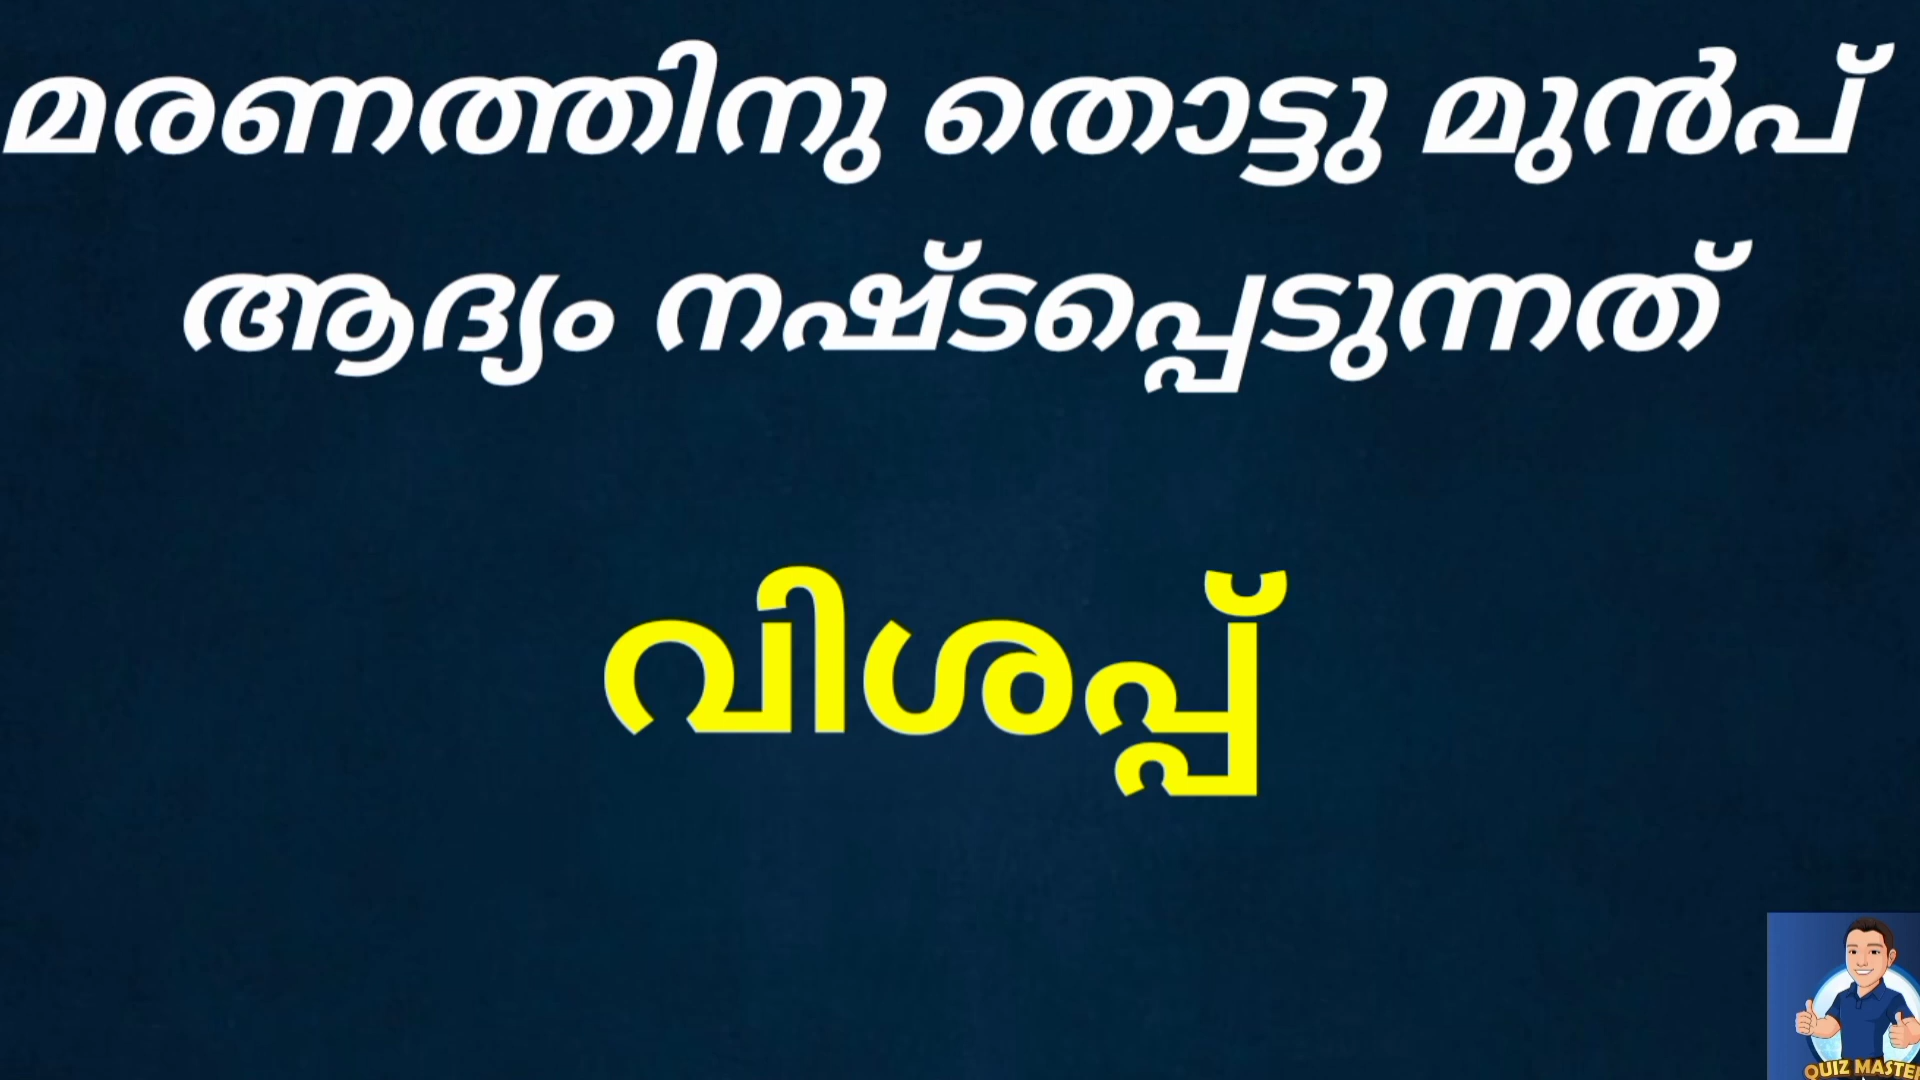 മരണത്തിനു തൊട്ടു മുൻപ്
ആദ്യം നഷ്ടപ്പെടുന്നത്
വിശപ്പ്
QUIZ MASTER